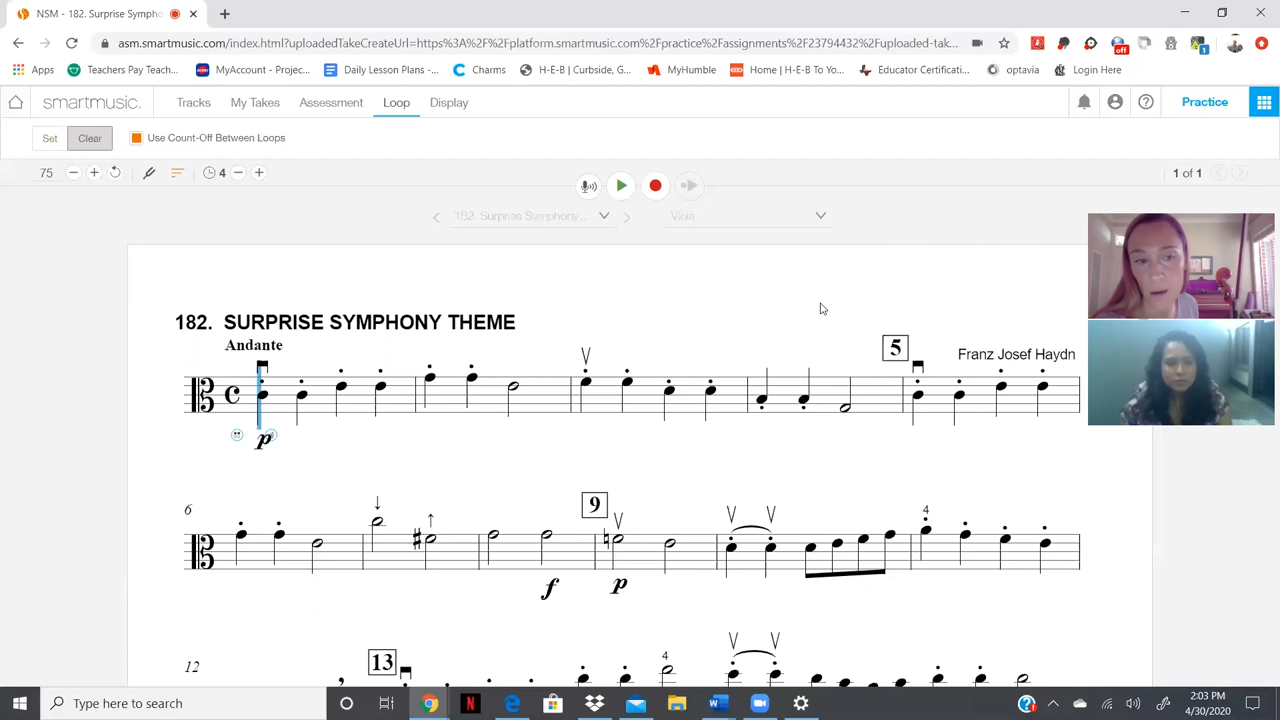 NSM - 182. Surprise Sympho
asm.smartmusic.com/index.html?uploadedTakeCreateUrl=https%3A%2F%2Fplatform.smartmusic.com%2Fpractice%2Fassignments%2F23794432%2Fuploaded_tak...
off
1
Apps
Teachers Pay Teach...
MyAccount - Projec...
Daily Lesson Plans -...
Charms
H-E-B | Curbside, G...
MyHumble
Home | H-E-B To Yo...
Educator Certificati...
optavia
Login Here
smartmusic.
Tracks
My Takes
Assessment
Loop
Display
Practice
Set
Clear
Use Count-Off Between Loops
75
4
1 of 1
182. Surprise Symphony...
Viola
182. SURPRISE SYMPHONY THEME
Andante
5
Franz Josef Haydn
p
6
9
4
f
p
12
13
4
Type here to search
2:03 PM
4/30/2020